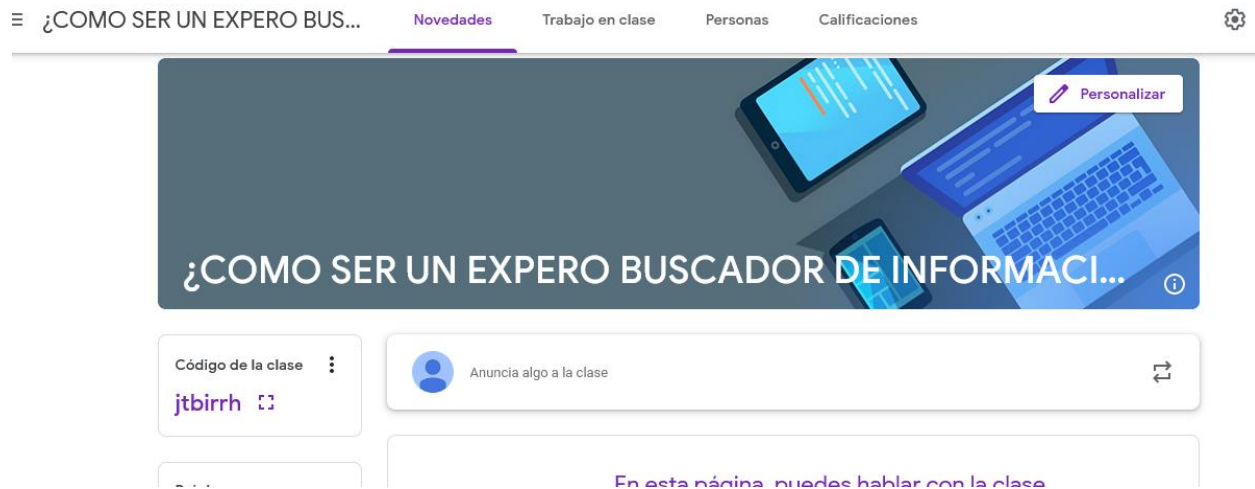 ¿COMO SER UN EXPERO BUS... Novedades Trabajo en clase Personas Calificaciones
Personalizar
¿COMO SER UN EXPERO BUSCADOR DE INFORMACI...
Código de la clase
Anuncia algo a la clase
jtbirrh
En esta página, puedes hablar con la clase